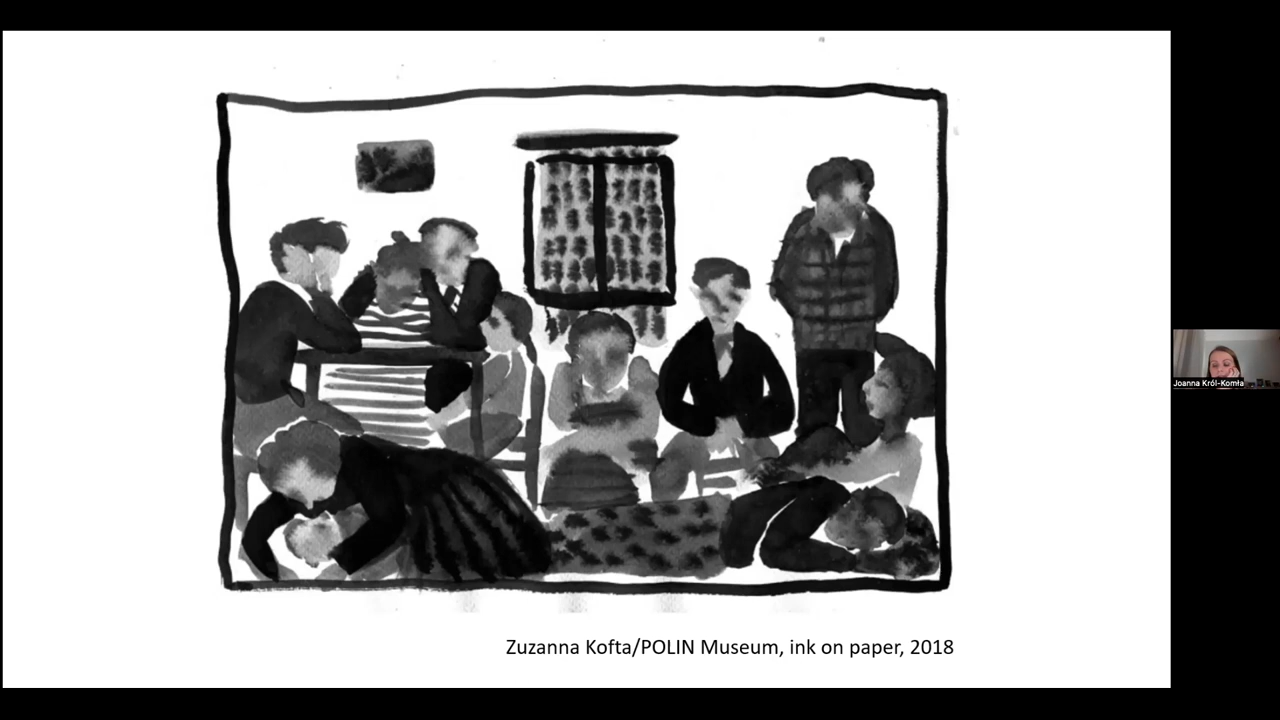 Zuzanna Kofta/POLIN Museum, ink on paper, 2018
Joanna Król-Komła